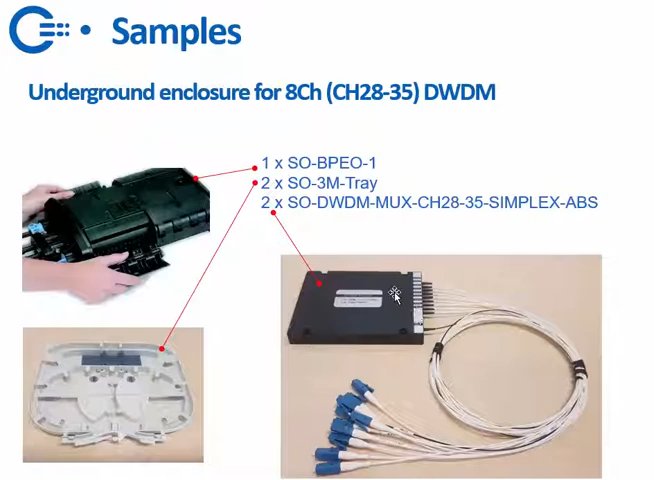 Samples
Underground enclosure for 8Ch (CH28-35) DWDM
1 x SO-BPEO-1
2 x SO-3M-Tray
2 x SO-DWDM-MUX-CH28-35-SIMPLEX-ABS